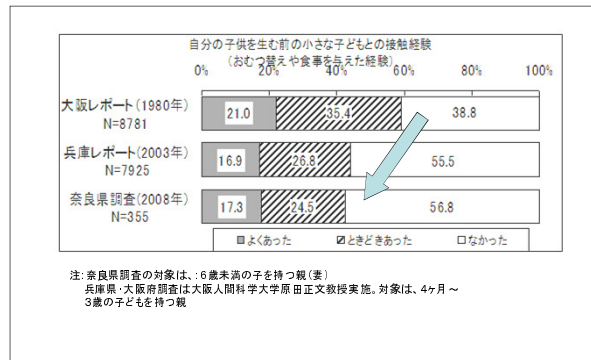 自分の子供を生む前の小さな子どもとの接触経験
(おむつ替えや食事を与えた経験)
0% 20% 40% 60% 80% 100%
大阪レポート(1980年)
N=8781
21.0 35.4 38.8
兵庫レポート(2003年)
N=7925
16.9 26.8 55.5
奈良県調査(2008年)
N=355
17.3 24.5 56.8
よくあった ときどきあった なかった
注:奈良県調査の対象は、:6歳未満の子を持つ親(妻)
兵庫県・大阪府調査は大阪人間科学大学原田正文教授実施。対象は、4ヶ月~
3歳の子どもを持つ親